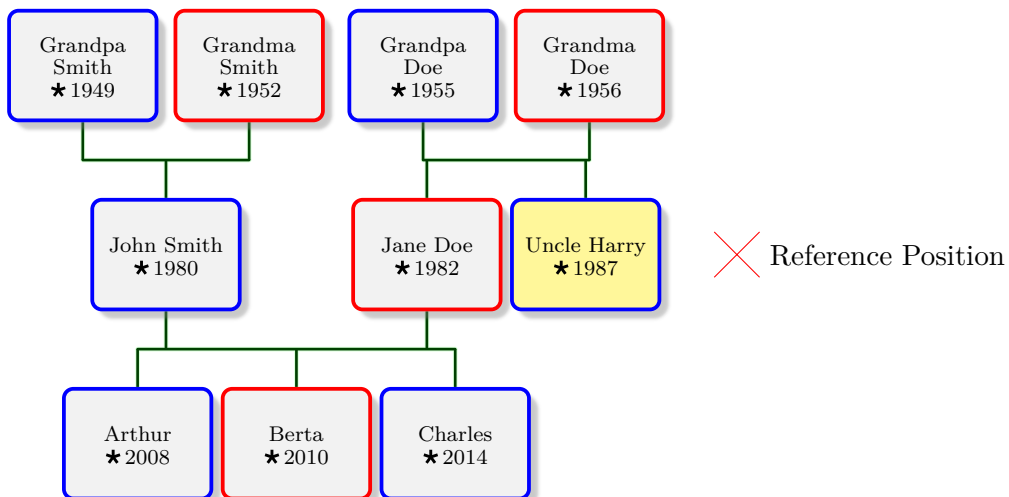 Grandpa
Smith
★1949
Grandma
Smith
★1952
Grandpa
Doe
★1955
Grandma
Doe
★1956
John Smith
★1980
Jane Doe
★1982
Uncle Harry
★1987
Reference Position
Arthur
★2008
Berta
★2010
Charles
★2014